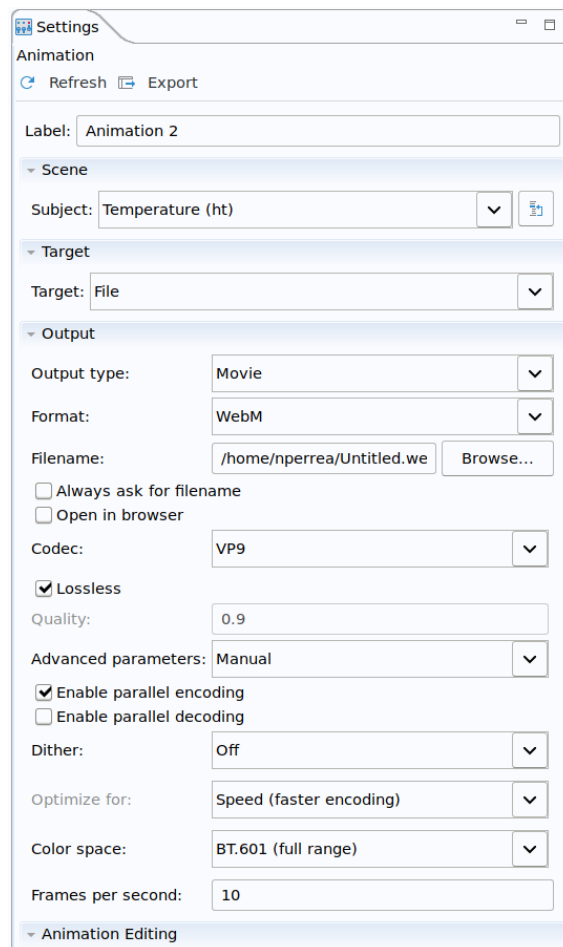 Settings
Animation
Refresh Export
Label: Animation 2
Scene
Subject: Temperature (ht)
Target
Target: File
Output
Output type: Movie
Format: WebM
Filename: /home/nperrea/Untitled.we Browse...
Always ask for filename
Open in browser
Codec: VP9
Lossless
Quality: 0.9
Advanced parameters: Manual
Enable parallel encoding
Enable parallel decoding
Dither: Off
Optimize for: Speed (faster encoding)
Color space: BT.601 (full range)
Frames per second: 10
Animation Editing